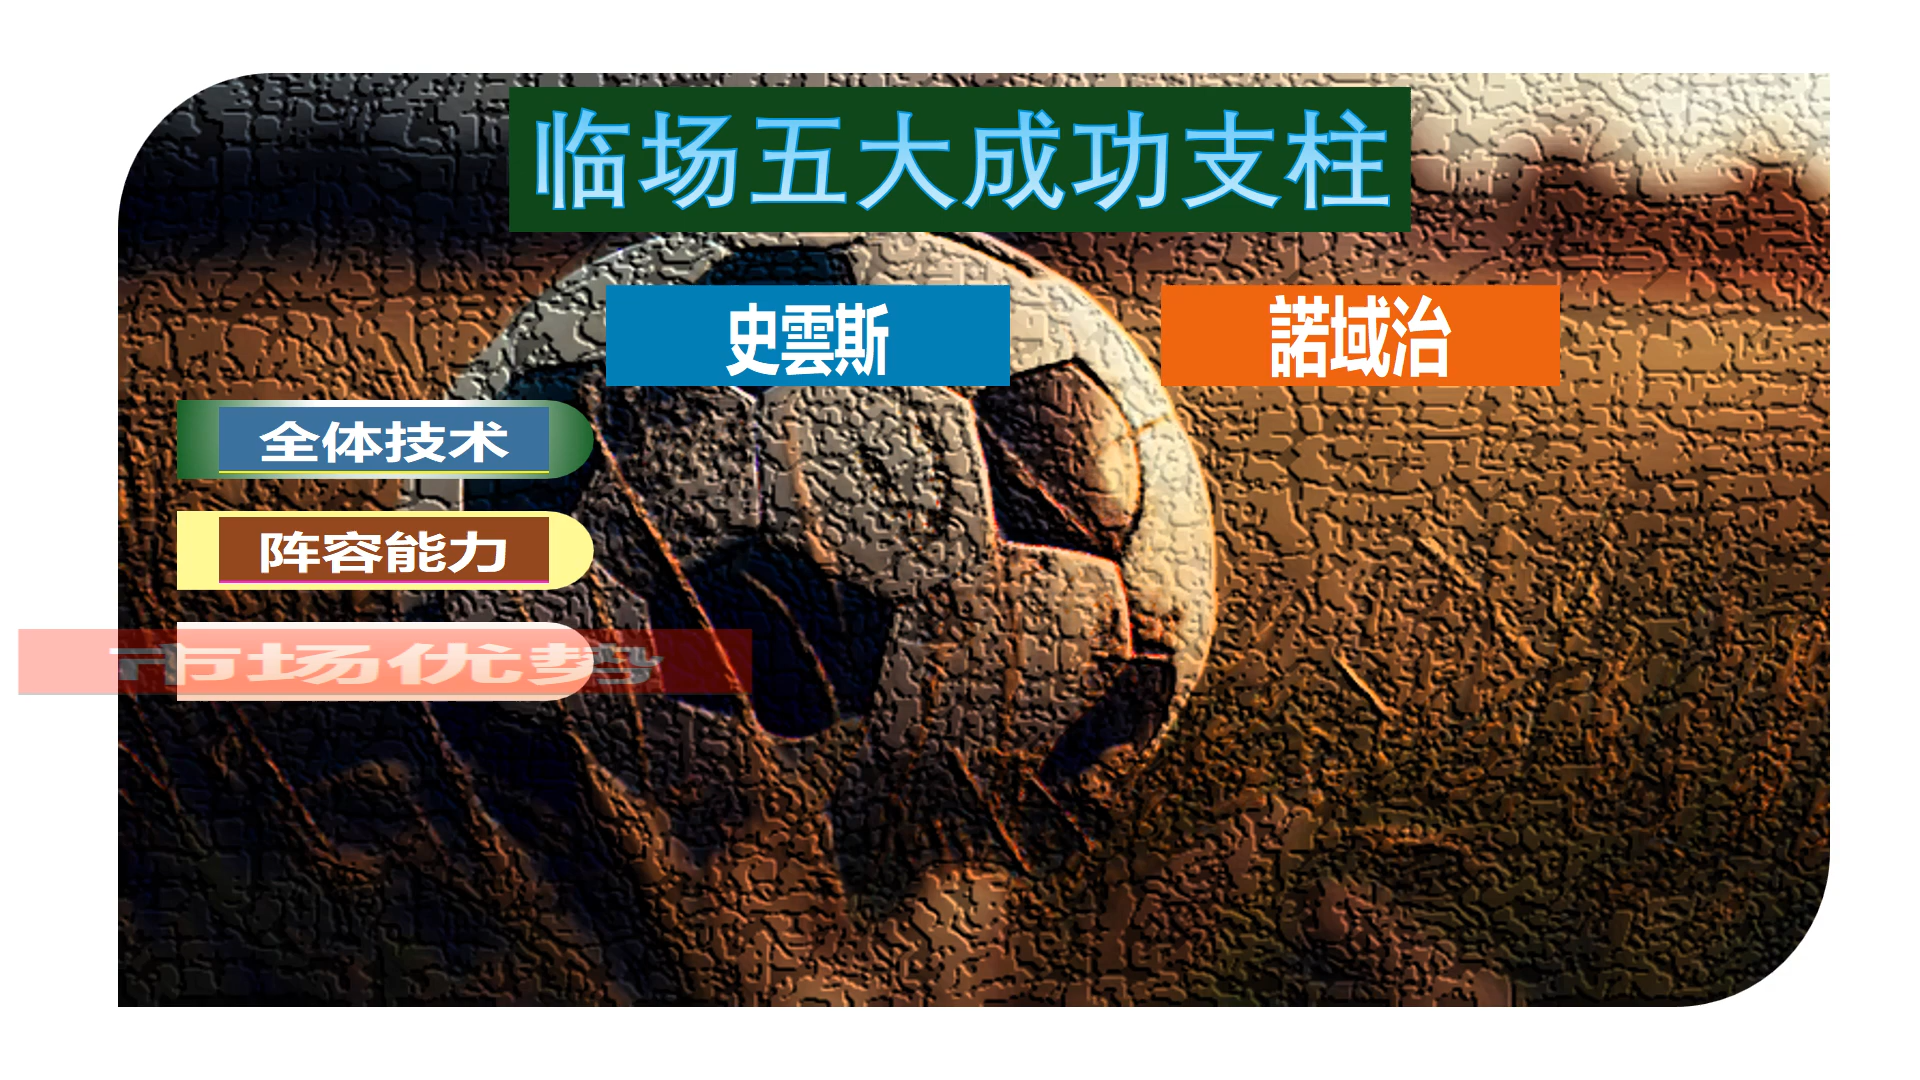 临场五大成功支柱
史雲斯
諾域治
全体技术
阵容能力
市场优势